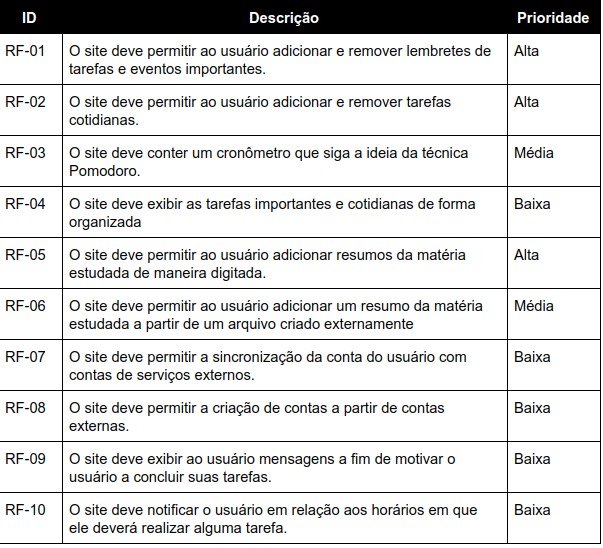 ID Descrição Prioridade
RF-01 O site deve permitir ao usuário adicionar e remover lembretes de Alta
tarefas e eventos importantes.
RF-02 O site deve permitir ao usuário adicionar e remover tarefas Alta
cotidianas.
RF-03 O site deve conter um cronômetro que siga a ideia da técnica Média
Pomodoro.
RF-04 O site deve exibir as tarefas importantes e cotidianas de forma Baixa
organizada
RF-05 O site deve permitir ao usuário adicionar resumos da matéria Alta
estudada de maneira digitada.
RF-06 O site deve permitir ao usuário adicionar um resumo da matéria Média
estudada a partir de um arquivo criado externamente
RF-07 O site deve permitir a sincronização da conta do usuário com Baixa
contas de serviços externos.
RF-08 O site deve permitir a criação de contas a partir de contas Baixa
externas.
RF-09 O site deve exibir ao usuário mensagens a fim de motivar o Baixa
usuário a concluir suas tarefas.
RF-10 O site deve notificar o usuário em relação aos horários em que Baixa
ele deverá realizar alguma tarefa.